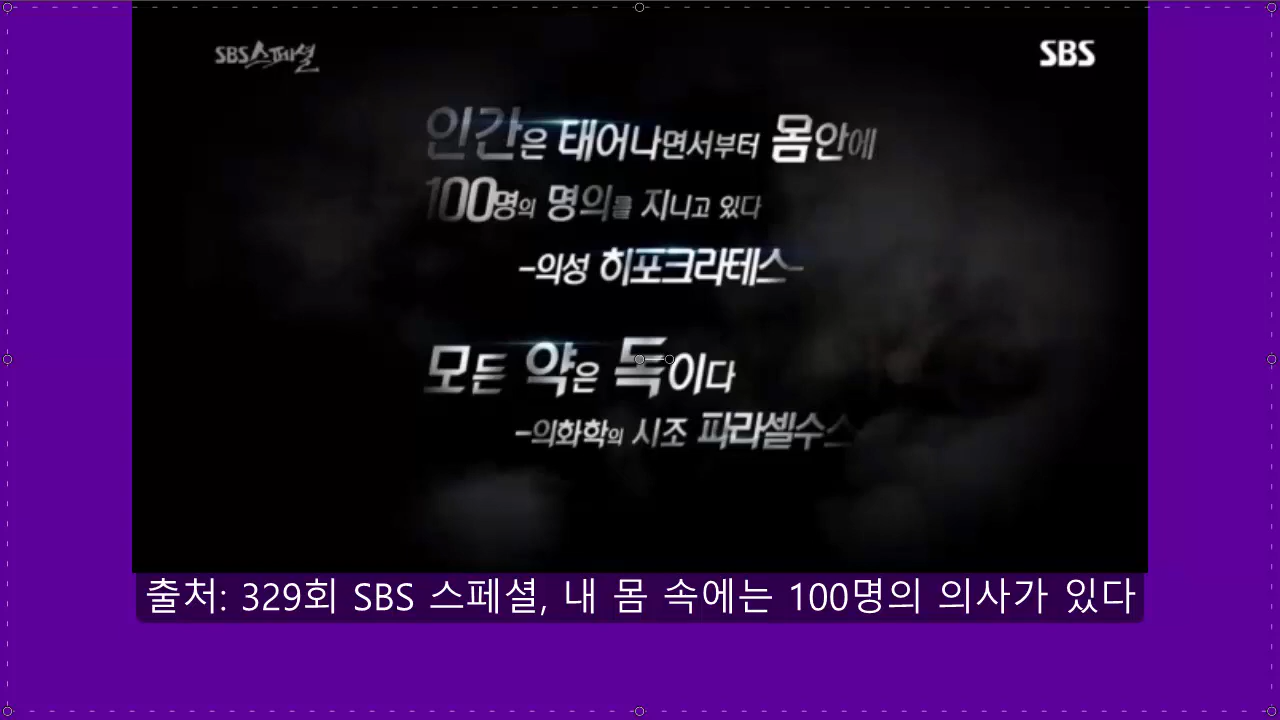 SBS스페셜
SBS
인간은 태어나면서부터 몸안에
100명의 명의를 지니고 있다
-의성 히포크라테스-
모든 약은 독이다
-의화학의 시조 파라셀수스
출처: 329회 SBS 스페셜, 내 몸 속에는 100명의 의사가 있다